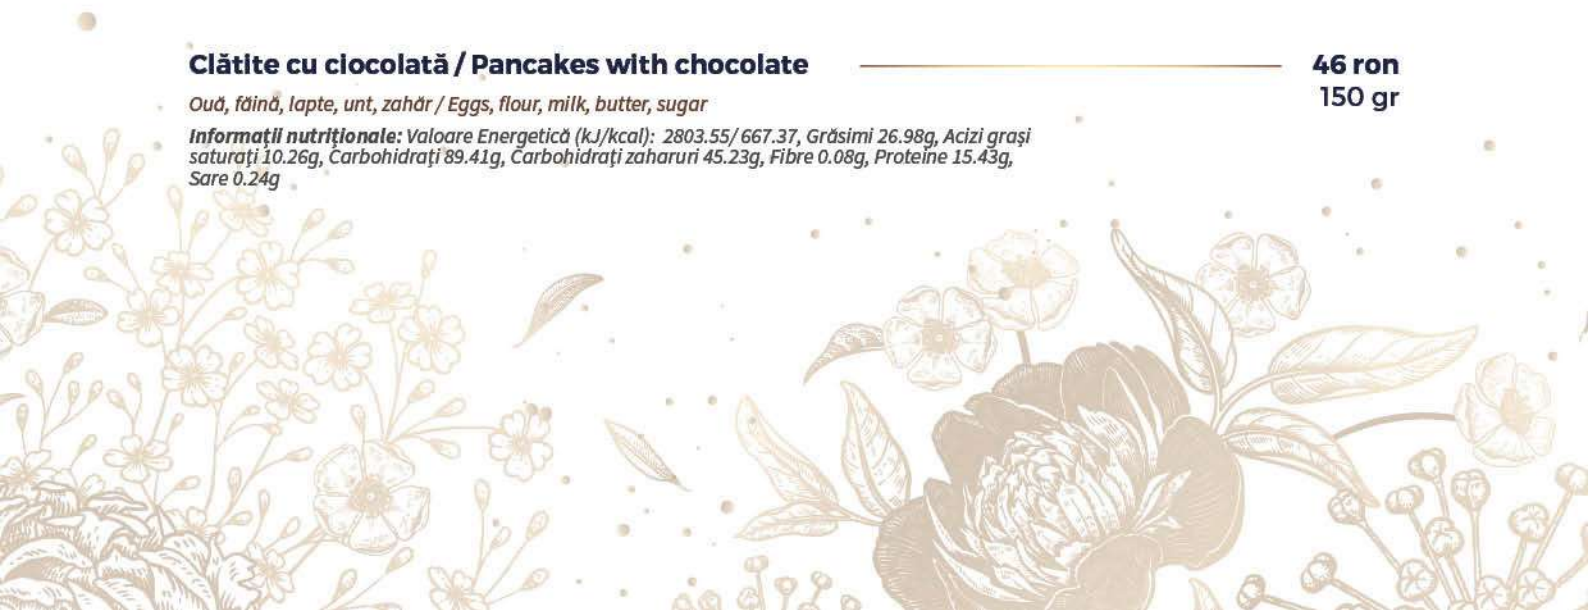 Clătite cu ciocolată / Pancakes with chocolate 46 ron
150 gr
Ouă, făină, lapte, unt, zahăr / Eggs, flour, milk, butter, sugar
Informații nutriționale: Valoare Energetică (kJ/kcal): 2803.55/ 667.37, Grăsimi 26.98g, Acizi grași
saturați 10.26g, Carbohidrați 89.41g, Carbohidrați zaharuri 45.23g, Fibre 0.08g, Proteine 15.43g,
Sare 0.24g